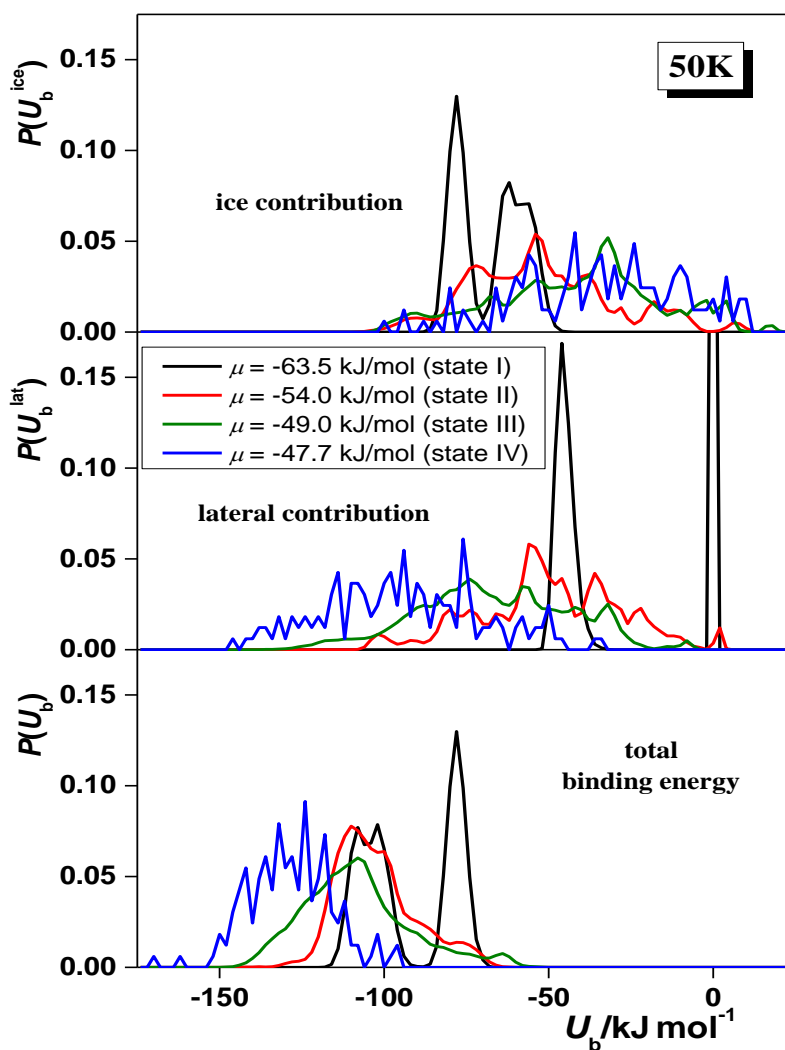 50K
P(U_b^ice)
0.15
0.10
0.05
0.00
ice contribution
μ = -63.5 kJ/mol (state I)
μ = -54.0 kJ/mol (state II)
μ = -49.0 kJ/mol (state III)
μ = -47.7 kJ/mol (state IV)
P(U_b^lat)
0.15
0.10
0.05
0.00
lateral contribution
P(U_b)
0.15
0.10
0.05
0.00
total
binding energy
-150 -100 -50 0
U_b/kJ mol^-1